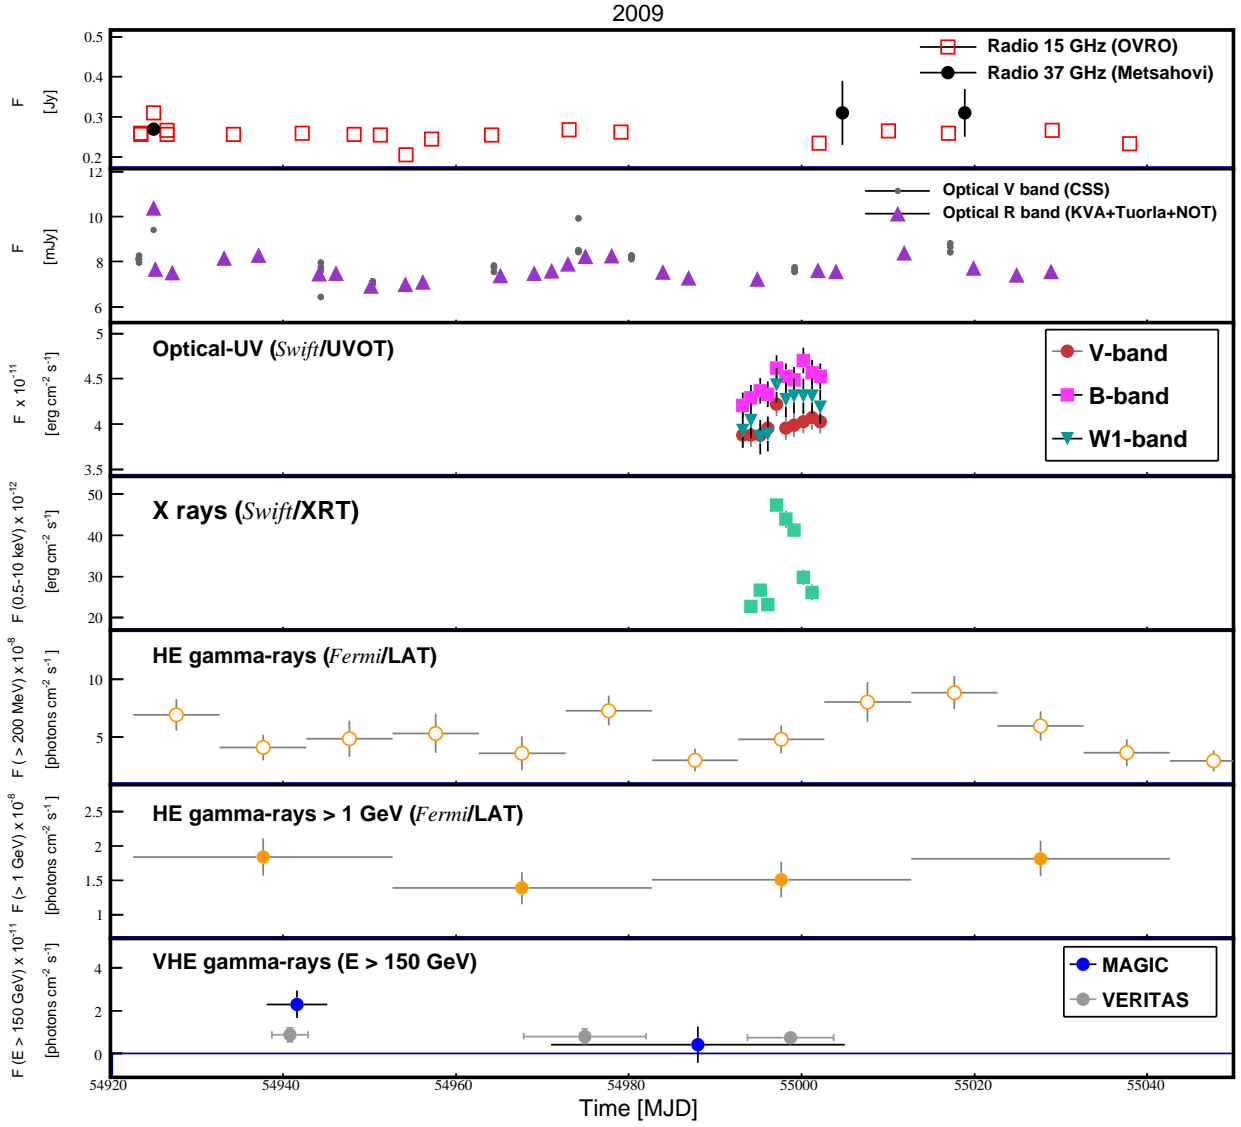 2009
0.5
0.4
0.3
0.2
F [Jy]
Radio 15 GHz (OVRO)
Radio 37 GHz (Metsahovi)
12
10
8
6
F [mJy]
Optical V band (CSS)
Optical R band (KVA+Tuorla+NOT)
5
4.5
4
3.5
F x 10⁻¹¹ [erg cm⁻² s⁻¹]
Optical-UV (Swift/UVOT)
V-band
B-band
W1-band
50
40
30
20
F (0.5-10 keV) x 10⁻¹² [erg cm⁻² s⁻¹]
X rays (Swift/XRT)
10
5
F ( > 200 MeV) x 10⁻⁸ [photons cm⁻² s⁻¹]
HE gamma-rays (Fermi/LAT)
2.5
2
1.5
1
F (> 1 GeV) x 10⁻⁸ [photons cm⁻² s⁻¹]
HE gamma-rays > 1 GeV (Fermi/LAT)
4
2
0
F (E > 150 GeV) x 10⁻¹¹ [photons cm⁻² s⁻¹]
VHE gamma-rays (E > 150 GeV)
MAGIC
VERITAS
54920 54940 54960 54980 55000 55020 55040
Time [MJD]